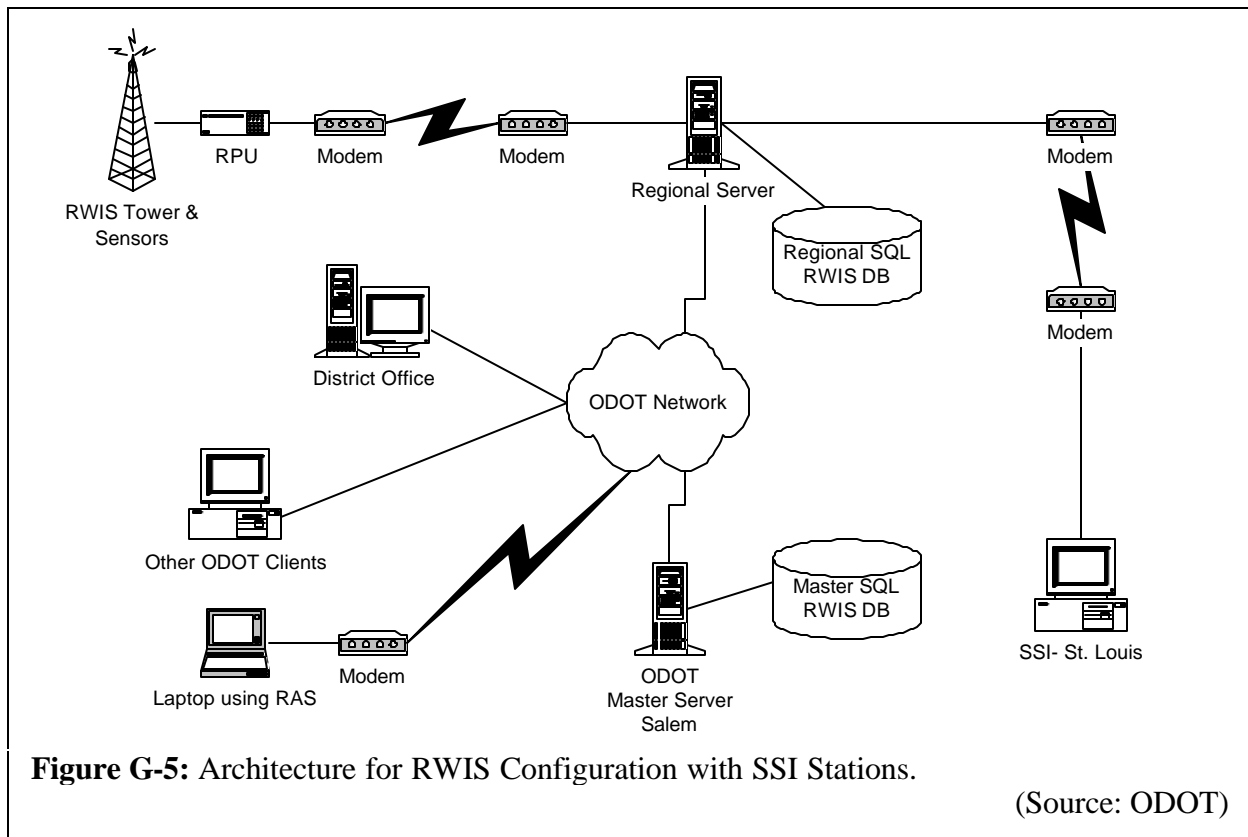 RPU
Modem
Modem
Regional Server
Modem
RWIS Tower &
Sensors
Regional SQL
RWIS DB
Modem
District Office
ODOT Network
Other ODOT Clients
Master SQL
RWIS DB
SSI- St. Louis
Laptop using RAS
Modem
ODOT
Master Server
Salem
Figure G-5: Architecture for RWIS Configuration with SSI Stations.
(Source: ODOT)